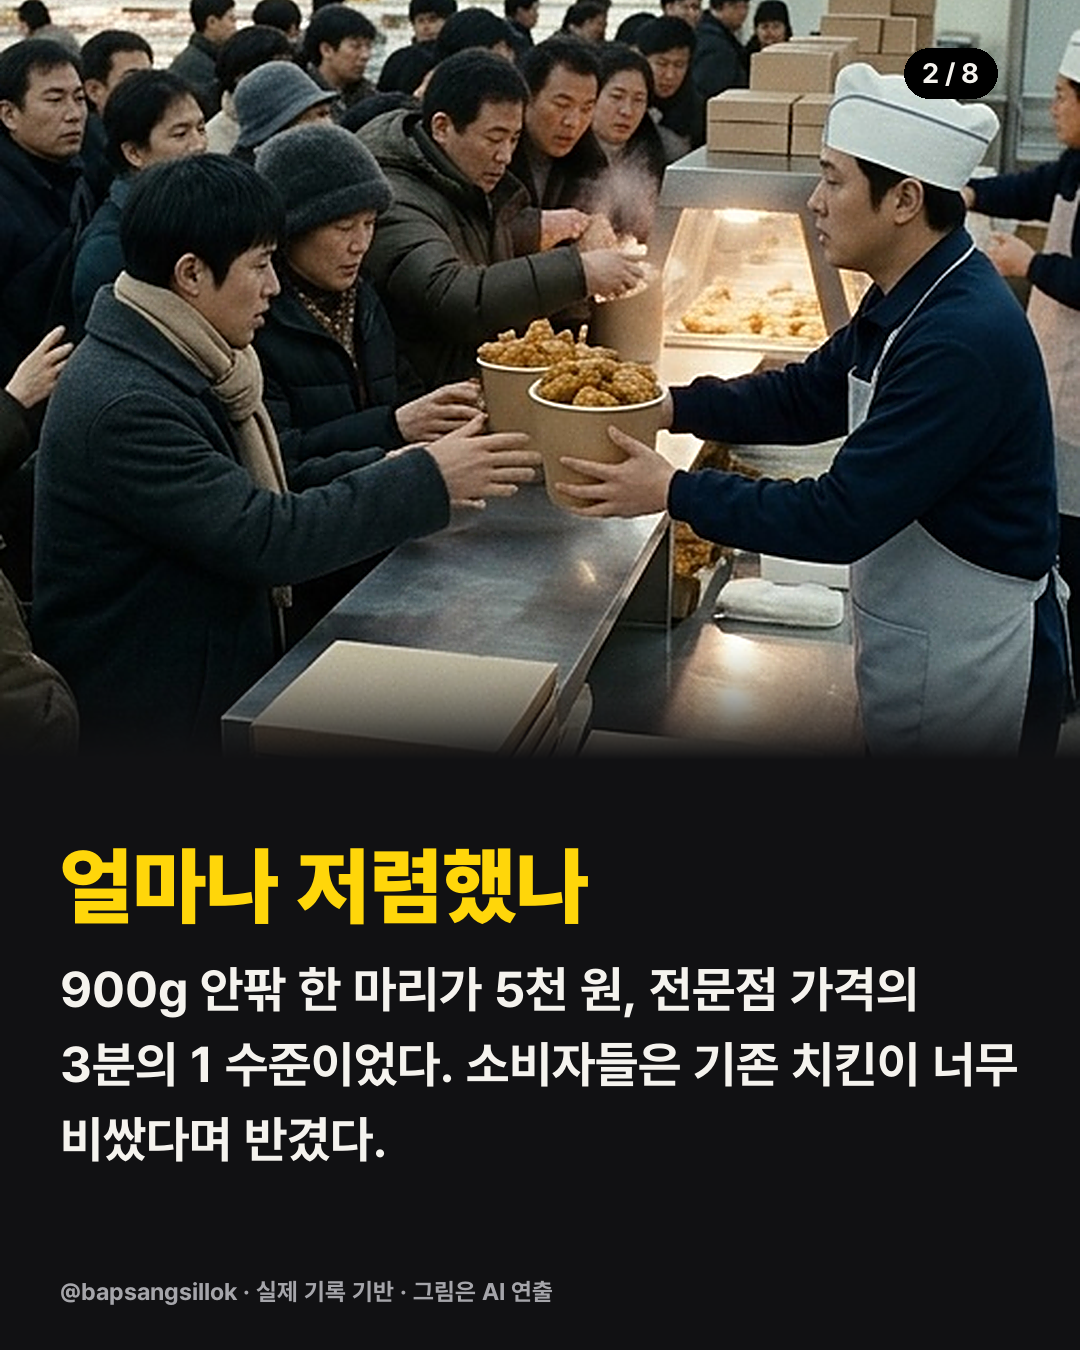 2 / 8
얼마나 저렴했나
900g 안팎 한 마리가 5천 원, 전문점 가격의
3분의 1 수준이었다. 소비자들은 기존 치킨이 너무
비쌌다며 반겼다.
@bapsangsillok · 실제 기록 기반 · 그림은 AI 연출